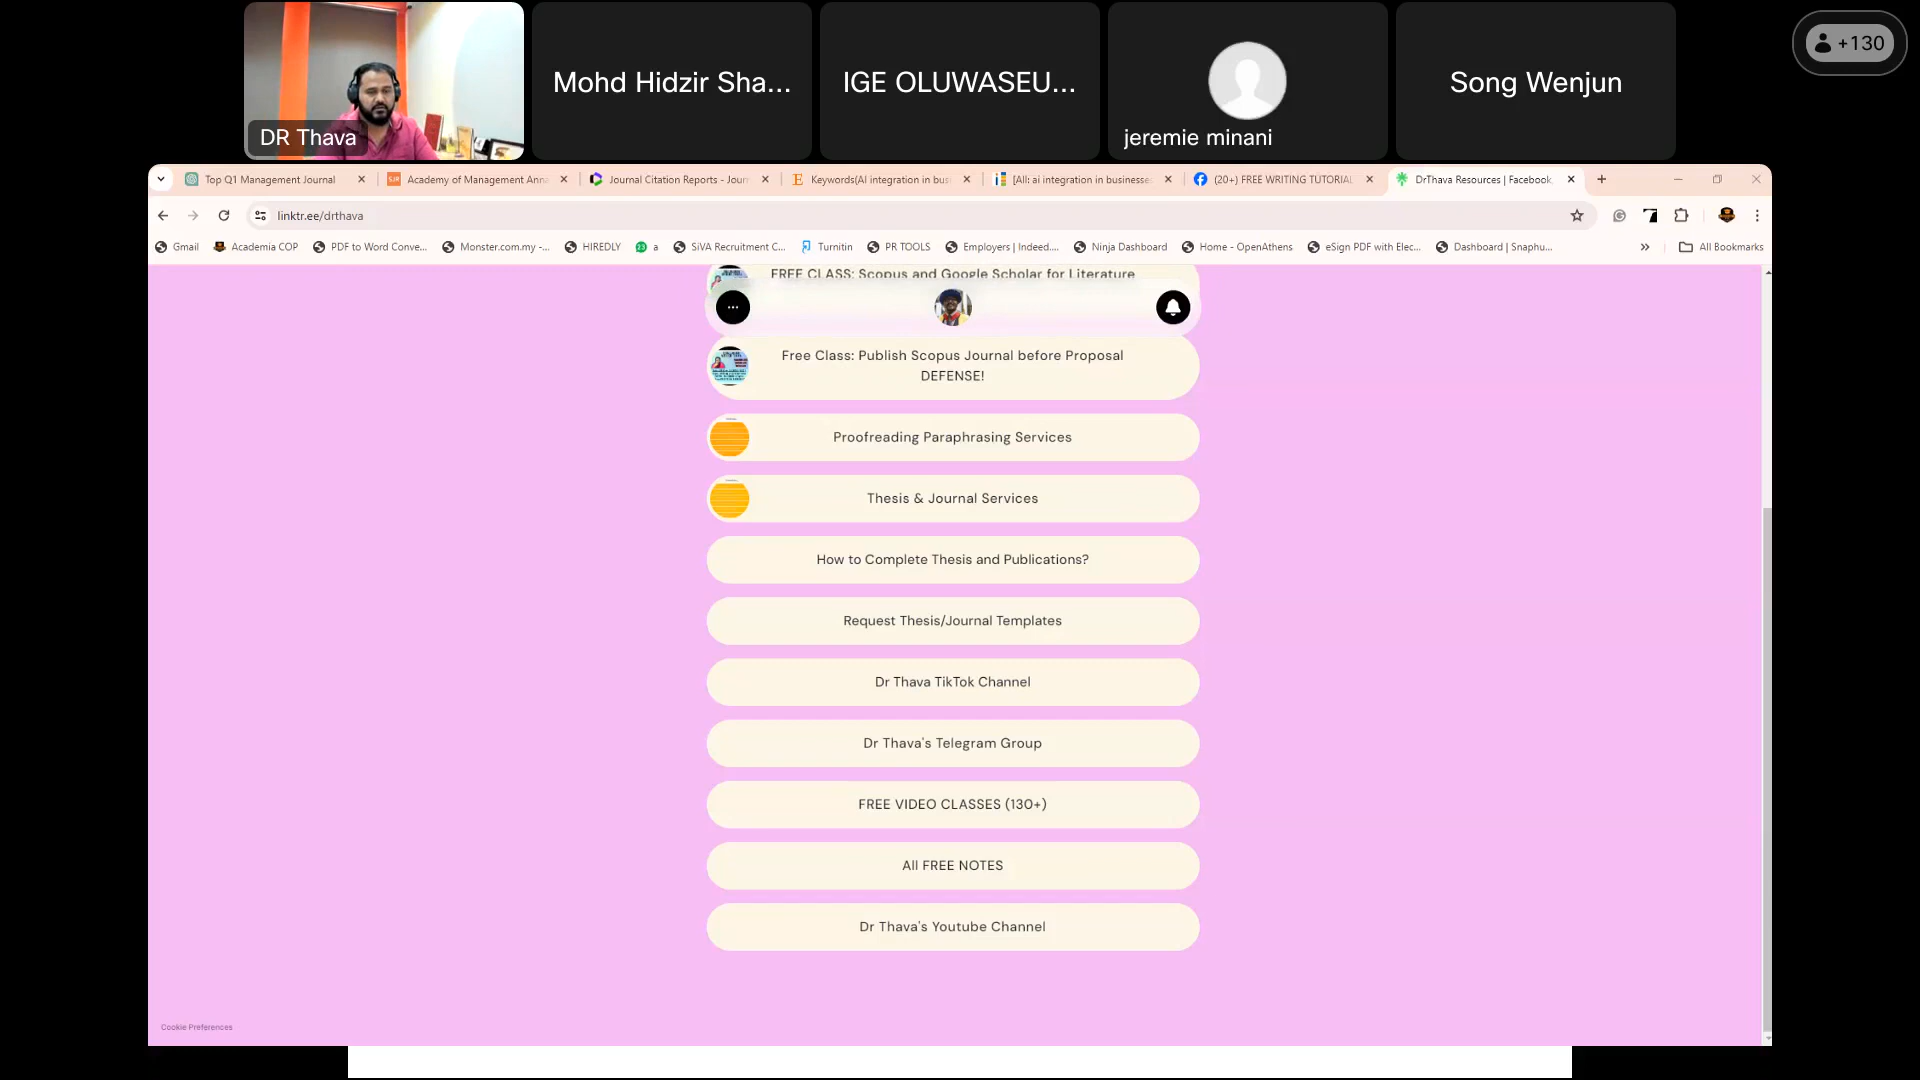 Mohd Hidzir Sha...
IGE OLUWASEU...
Song Wenjun
+130
DR Thava
jeremie minani
Top Q1 Management Journal
Academy of Management Anna
Journal Citation Reports - Jour
Keywords(AI integration in bus
[All: ai integration in businesse
(20+) FREE WRITING TUTORIAL
DrThava Resources | Facebook,
linktr.ee/drthava
Gmail
Academia COP
PDF to Word Conve...
Monster.com.my -...
HIREDLY
a
SiVA Recruitment C...
Turnitin
PR TOOLS
Employers | Indeed....
Ninja Dashboard
Home - OpenAthens
eSign PDF with Elec...
Dashboard | Snaphu...
All Bookmarks
FREE CLASS: Scopus and Google Scholar for Literature
Free Class: Publish Scopus Journal before Proposal
DEFENSE!
Proofreading Paraphrasing Services
Thesis & Journal Services
How to Complete Thesis and Publications?
Request Thesis/Journal Templates
Dr Thava TikTok Channel
Dr Thava's Telegram Group
FREE VIDEO CLASSES (130+)
All FREE NOTES
Dr Thava's Youtube Channel
Cookie Preferences